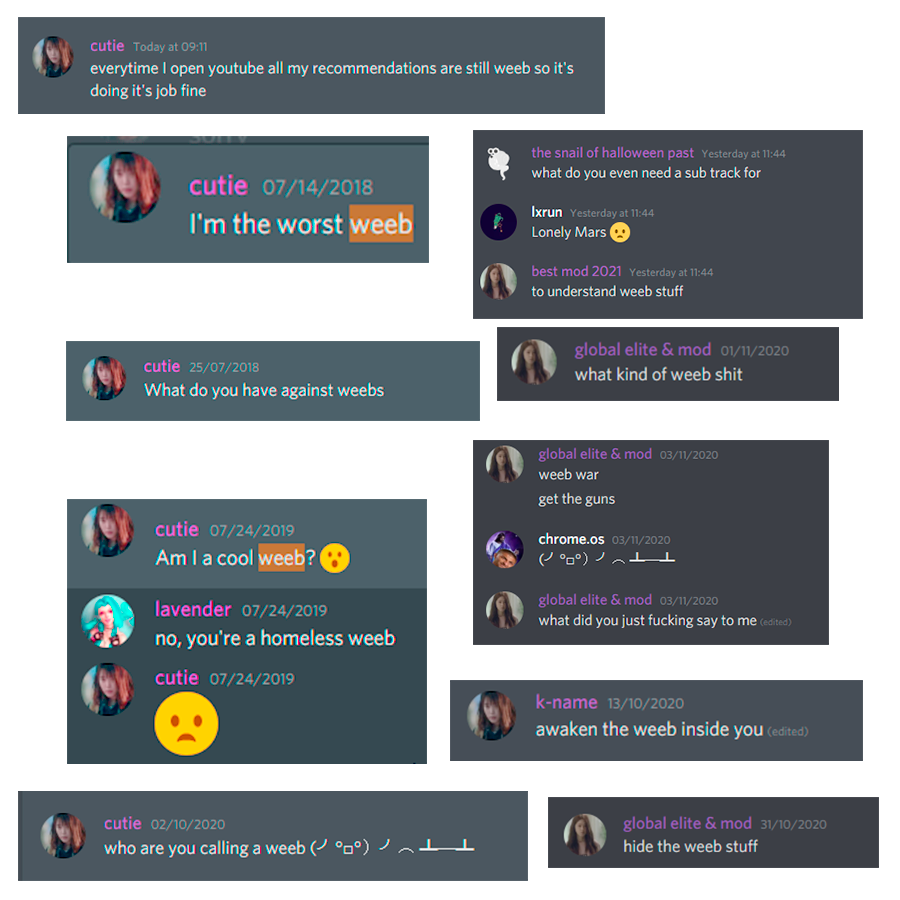 cutie Today at 09:11
everytime I open youtube all my recommendations are still weeb so it's
doing it's job fine
sorry
cutie 07/14/2018
I'm the worst weeb
the snail of halloween past Yesterday at 11:44
what do you even need a sub track for
lxrun Yesterday at 11:44
Lonely Mars 🙁
best mod 2021 Yesterday at 11:44
to understand weeb stuff
cutie 25/07/2018
What do you have against weebs
global elite & mod 01/11/2020
what kind of weeb shit
global elite & mod 03/11/2020
weeb war
get the guns
chrome.os 03/11/2020
(╯°□°）╯︵ ┻━┻
global elite & mod 03/11/2020
what did you just fucking say to me (edited)
cutie 07/24/2019
Am I a cool weeb? 😮
lavender 07/24/2019
no, you're a homeless weeb
cutie 07/24/2019
🙁
k-name 13/10/2020
awaken the weeb inside you (edited)
cutie 02/10/2020
who are you calling a weeb (╯°□°）╯︵ ┻━┻
global elite & mod 31/10/2020
hide the weeb stuff